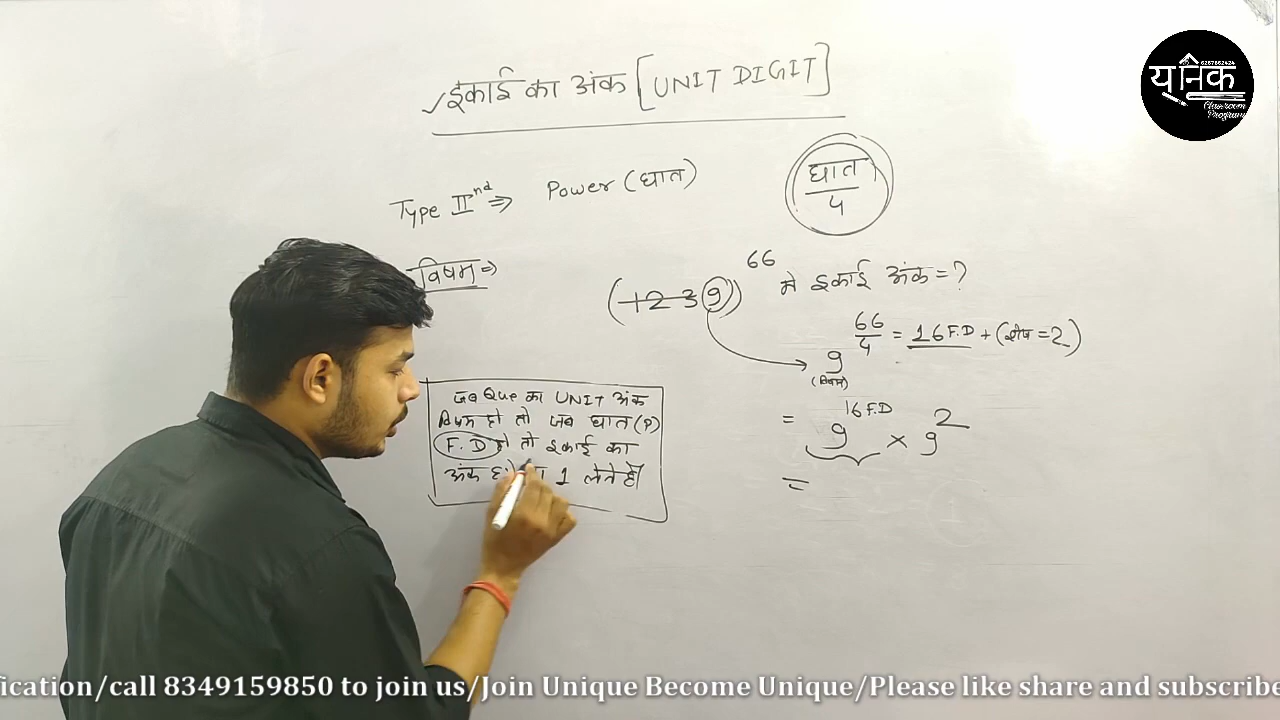 इकाई का अंक [UNIT DIGIT]
Type IInd ⇒ Power (घात)
घात/4
विषम ⇒
(1239)^66 मे इकाई अंक = ?
66/4 = 16 F.D + (शेष = 2)
9
(विषम)
= 9^16 F.D × 9^2
=
जब Que का UNIT अंक
विषम हो तो जब घात (P)
F.D हो तो इकाई का
अंक 1 लेते हैं
यूनिक
6267862424
Classroom
Program
fication/call 8349159850 to join us/Join Unique Become Unique/Please like share and subscribe